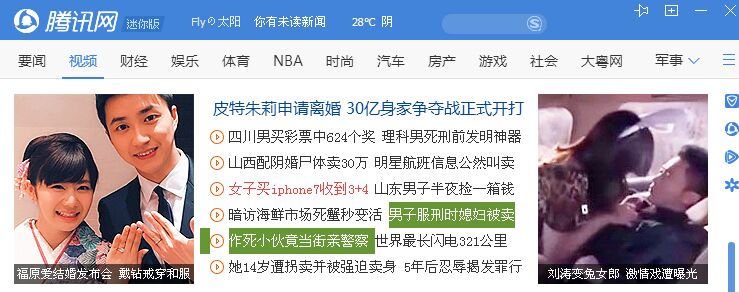 腾讯网 迷你版 Fly 太阳 你有未读新闻 28℃ 阴
要闻 视频 财经 娱乐 体育 NBA 时尚 汽车 房产 游戏 社会 大粤网 军事
皮特朱莉申请离婚 30亿身家争夺战正式开打
四川男买彩票中624个奖 理科男死刑前发明神器
山西配阴婚尸体卖30万 明星航班信息公然叫卖
女子买iphone7收到3+4 山东男子半夜捡一箱钱
暗访海鲜市场死蟹秒变活 男子服刑时媳妇被卖
作死小伙竟当街亲警察 世界最长闪电321公里
她14岁遭拐卖并被强迫卖身 5年后忍辱揭发罪行
福原爱结婚发布会 戴钻戒穿和服
刘涛变兔女郎 激情戏遭曝光